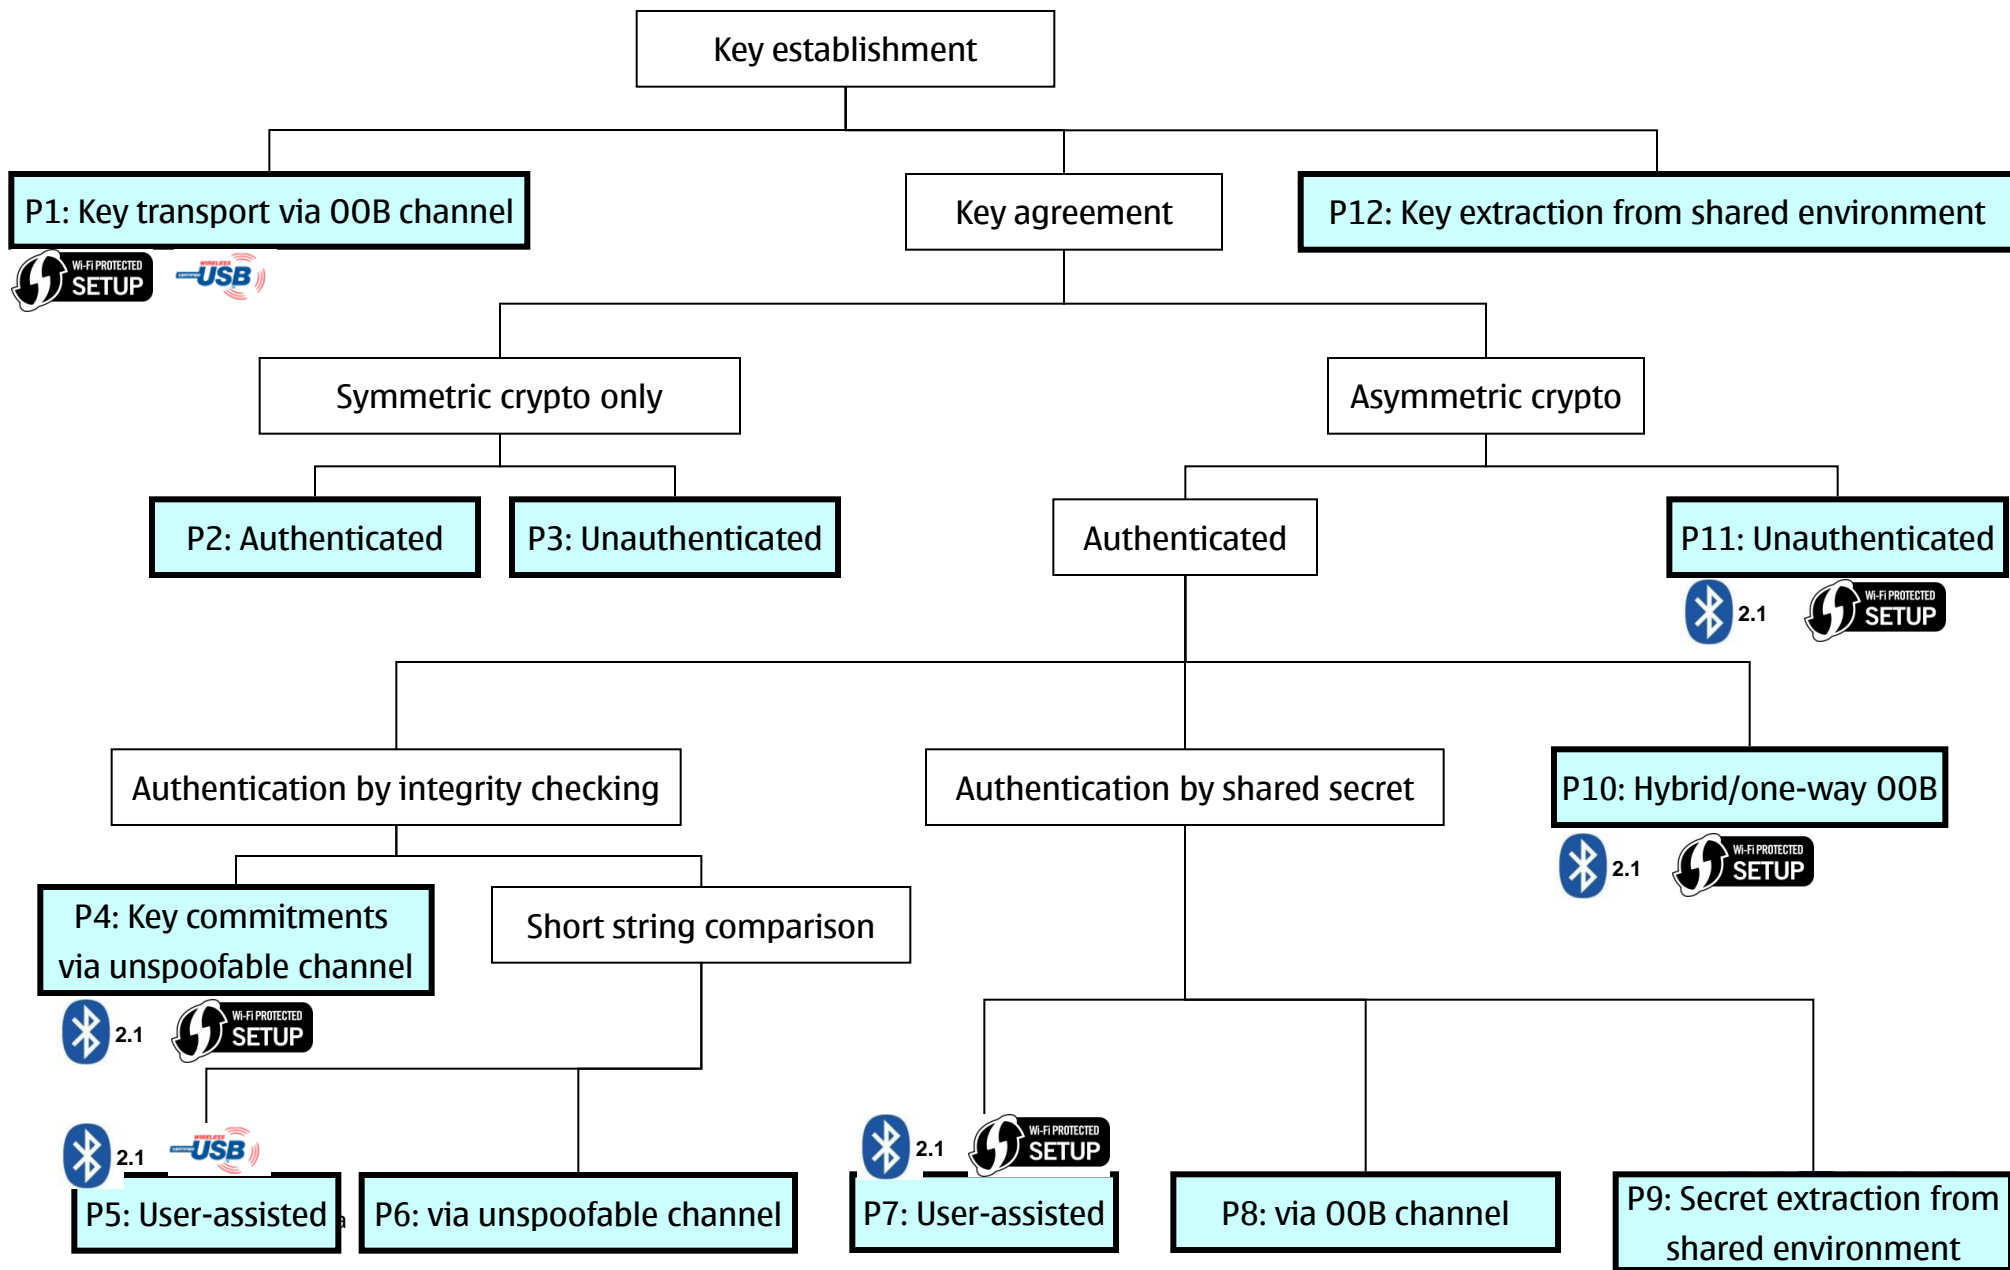 Key establishment
P1: Key transport via OOB channel
Key agreement
P12: Key extraction from shared environment
Wi-Fi PROTECTED
SETUP
WIRELESS
CERTIFIED
USB
Symmetric crypto only
Asymmetric crypto
P2: Authenticated
P3: Unauthenticated
Authenticated
P11: Unauthenticated
2.1
Wi-Fi PROTECTED
SETUP
Authentication by integrity checking
Authentication by shared secret
P10: Hybrid/one-way OOB
2.1
Wi-Fi PROTECTED
SETUP
P4: Key commitments
via unspoofable channel
Short string comparison
2.1
Wi-Fi PROTECTED
SETUP
2.1
WIRELESS
CERTIFIED
USB
2.1
Wi-Fi PROTECTED
SETUP
P5: User-assisted
P6: via unspoofable channel
P7: User-assisted
P8: via OOB channel
P9: Secret extraction from
shared environment